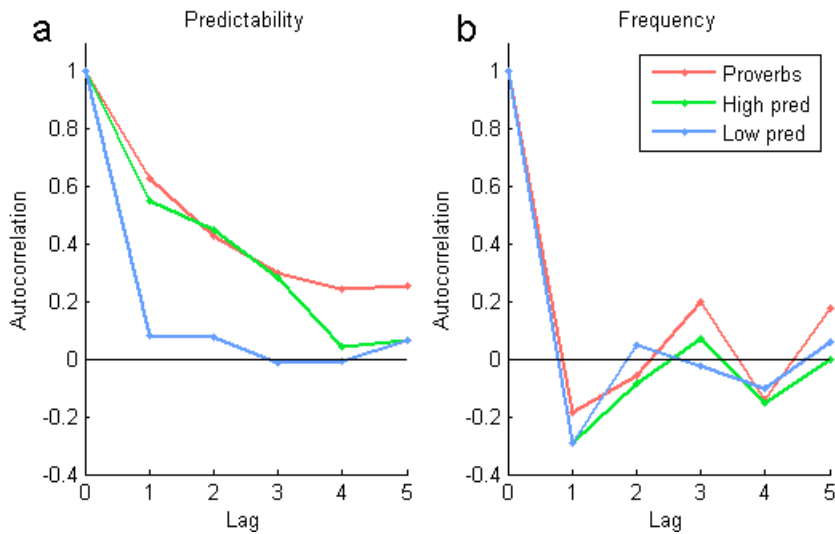 a
Predictability
1
0.8
0.6
0.4
0.2
0
-0.2
-0.4
Autocorrelation
0 1 2 3 4 5
Lag
b
Frequency
Proverbs
High pred
Low pred
1
0.8
0.6
0.4
0.2
0
-0.2
-0.4
Autocorrelation
0 1 2 3 4 5
Lag